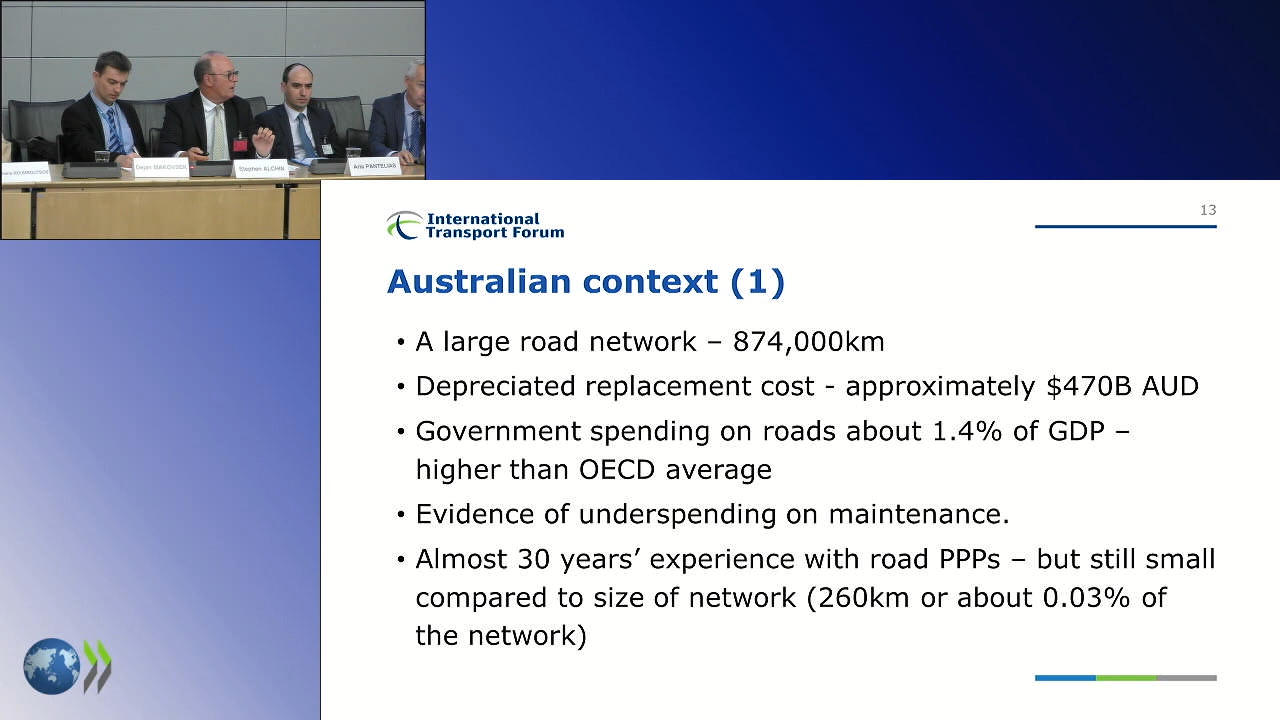 Stephen ALCHIN
Aris PANTELIAS
International
Transport Forum
13
Australian context (1)
• A large road network – 874,000km
• Depreciated replacement cost - approximately $470B AUD
• Government spending on roads about 1.4% of GDP –
higher than OECD average
• Evidence of underspending on maintenance.
• Almost 30 years’ experience with road PPPs – but still small
compared to size of network (260km or about 0.03% of
the network)